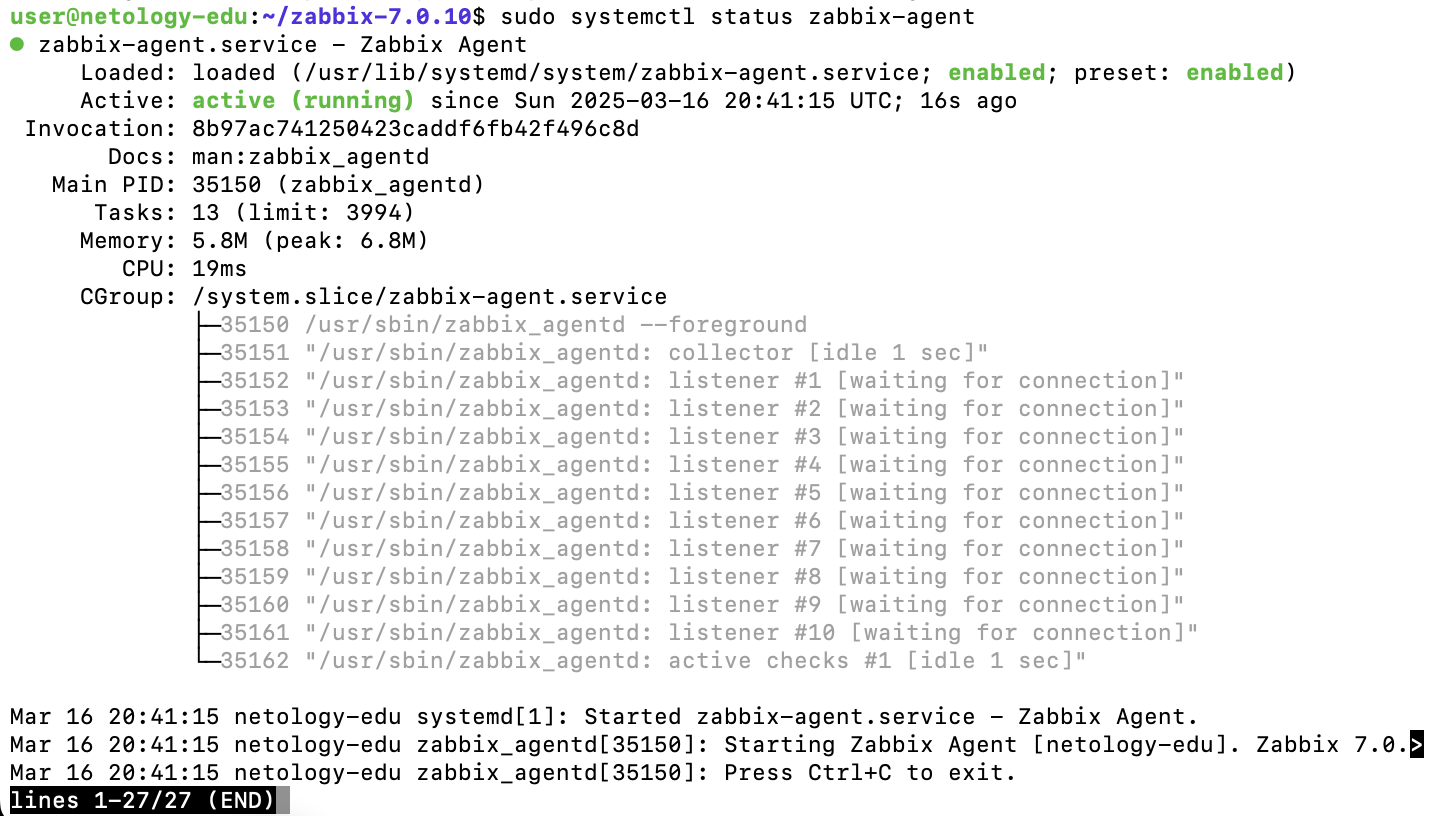 user@netology-edu:~/zabbix-7.0.10$ sudo systemctl status zabbix-agent
● zabbix-agent.service - Zabbix Agent
     Loaded: loaded (/usr/lib/systemd/system/zabbix-agent.service; enabled; preset: enabled)
     Active: active (running) since Sun 2025-03-16 20:41:15 UTC; 16s ago
 Invocation: 8b97ac741250423caddf6fb42f496c8d
       Docs: man:zabbix_agentd
   Main PID: 35150 (zabbix_agentd)
      Tasks: 13 (limit: 3994)
     Memory: 5.8M (peak: 6.8M)
        CPU: 19ms
     CGroup: /system.slice/zabbix-agent.service
             ├─35150 /usr/sbin/zabbix_agentd --foreground
             ├─35151 "/usr/sbin/zabbix_agentd: collector [idle 1 sec]"
             ├─35152 "/usr/sbin/zabbix_agentd: listener #1 [waiting for connection]"
             ├─35153 "/usr/sbin/zabbix_agentd: listener #2 [waiting for connection]"
             ├─35154 "/usr/sbin/zabbix_agentd: listener #3 [waiting for connection]"
             ├─35155 "/usr/sbin/zabbix_agentd: listener #4 [waiting for connection]"
             ├─35156 "/usr/sbin/zabbix_agentd: listener #5 [waiting for connection]"
             ├─35157 "/usr/sbin/zabbix_agentd: listener #6 [waiting for connection]"
             ├─35158 "/usr/sbin/zabbix_agentd: listener #7 [waiting for connection]"
             ├─35159 "/usr/sbin/zabbix_agentd: listener #8 [waiting for connection]"
             ├─35160 "/usr/sbin/zabbix_agentd: listener #9 [waiting for connection]"
             ├─35161 "/usr/sbin/zabbix_agentd: listener #10 [waiting for connection]"
             └─35162 "/usr/sbin/zabbix_agentd: active checks #1 [idle 1 sec]"

Mar 16 20:41:15 netology-edu systemd[1]: Started zabbix-agent.service - Zabbix Agent.
Mar 16 20:41:15 netology-edu zabbix_agentd[35150]: Starting Zabbix Agent [netology-edu]. Zabbix 7.0.>
Mar 16 20:41:15 netology-edu zabbix_agentd[35150]: Press Ctrl+C to exit.
lines 1-27/27 (END)